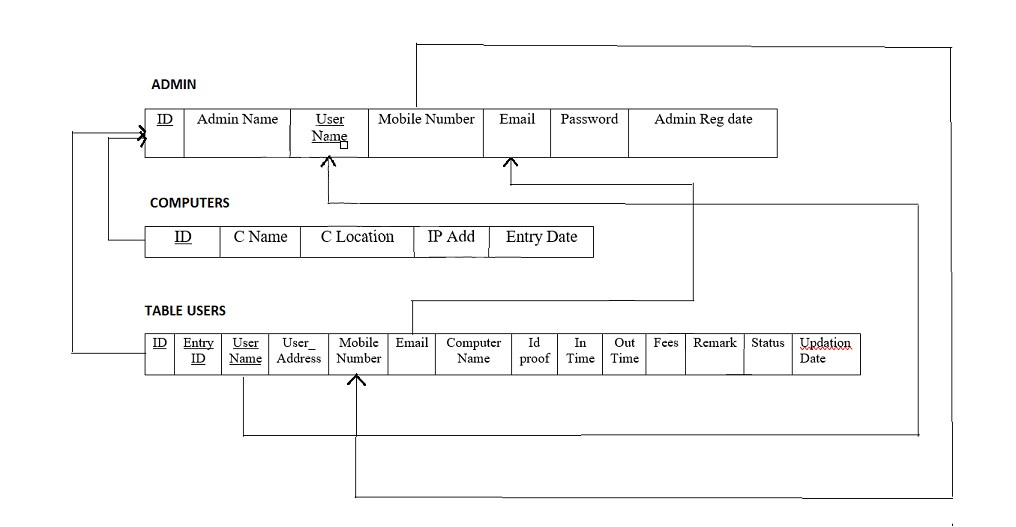 ADMIN
ID Admin Name User Mobile Number Email Password Admin Reg date
Name
COMPUTERS
ID C Name C Location IP Add Entry Date
TABLE USERS
ID Entry User User_ Mobile Email Computer Id In Out Fees Remark Status Updation
ID Name Address Number Name proof Time Time Date